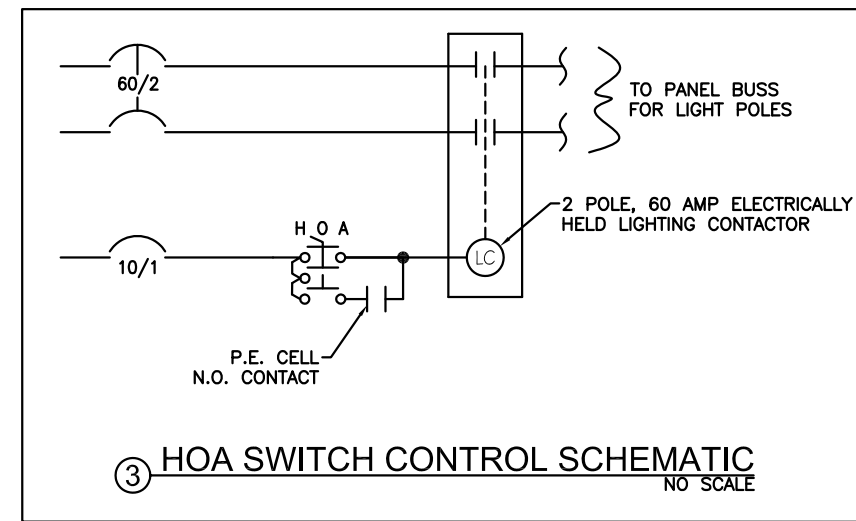 60/2
TO PANEL BUSS
FOR LIGHT POLES
2 POLE, 60 AMP ELECTRICALLY
HELD LIGHTING CONTACTOR
H O A
10/1
LC
P.E. CELL
N.O. CONTACT
3 HOA SWITCH CONTROL SCHEMATIC
NO SCALE